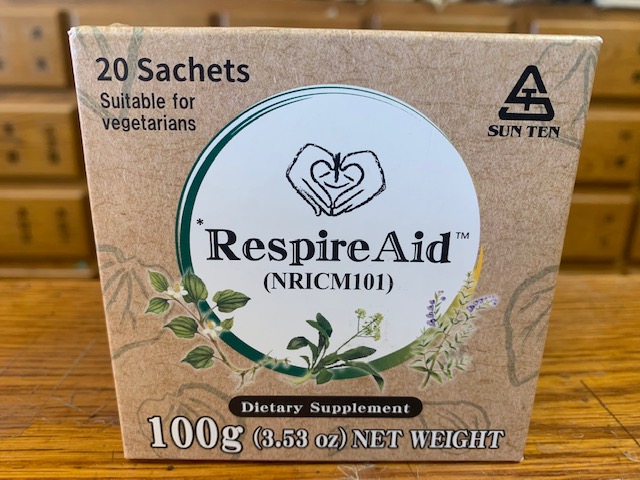 20 Sachets
Suitable for
vegetarians
SUN TEN
*RespireAid™
(NRICM101)
Dietary Supplement
100g (3.53 oz) NET WEIGHT